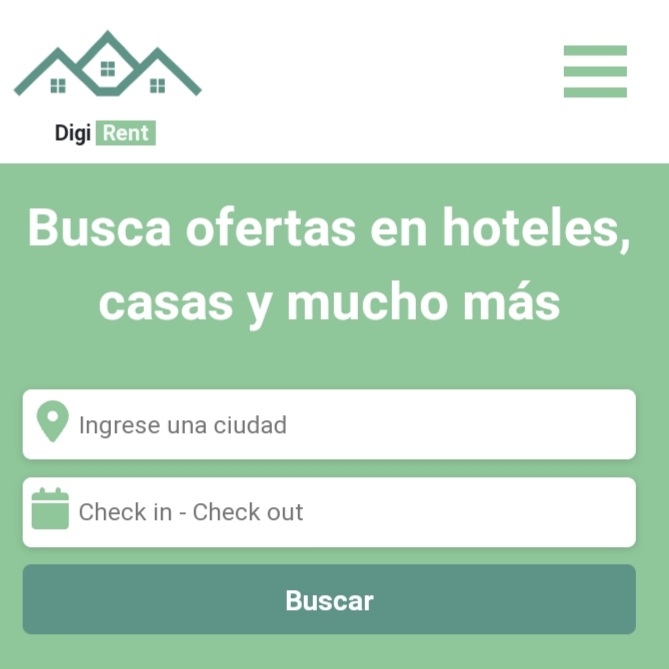 Digi Rent
Busca ofertas en hoteles,
casas y mucho más
Ingrese una ciudad
Check in - Check out
Buscar